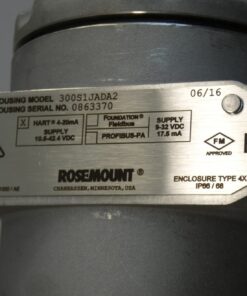 OUSING MODEL 300S1JADA2
OUSING SERIAL NO. 0863370
06/16
X HART® 4-20mA
SUPPLY
10.5-42.4 VDC
FOUNDATION™
Fieldbus
PROFIBUS-PA
SUPPLY
9-32 VDC
17.5 mA
FM
APPROVED
ROSEMOUNT®
CHANHASSEN, MINNESOTA, USA
ENCLOSURE TYPE 4X
IP66 / 68